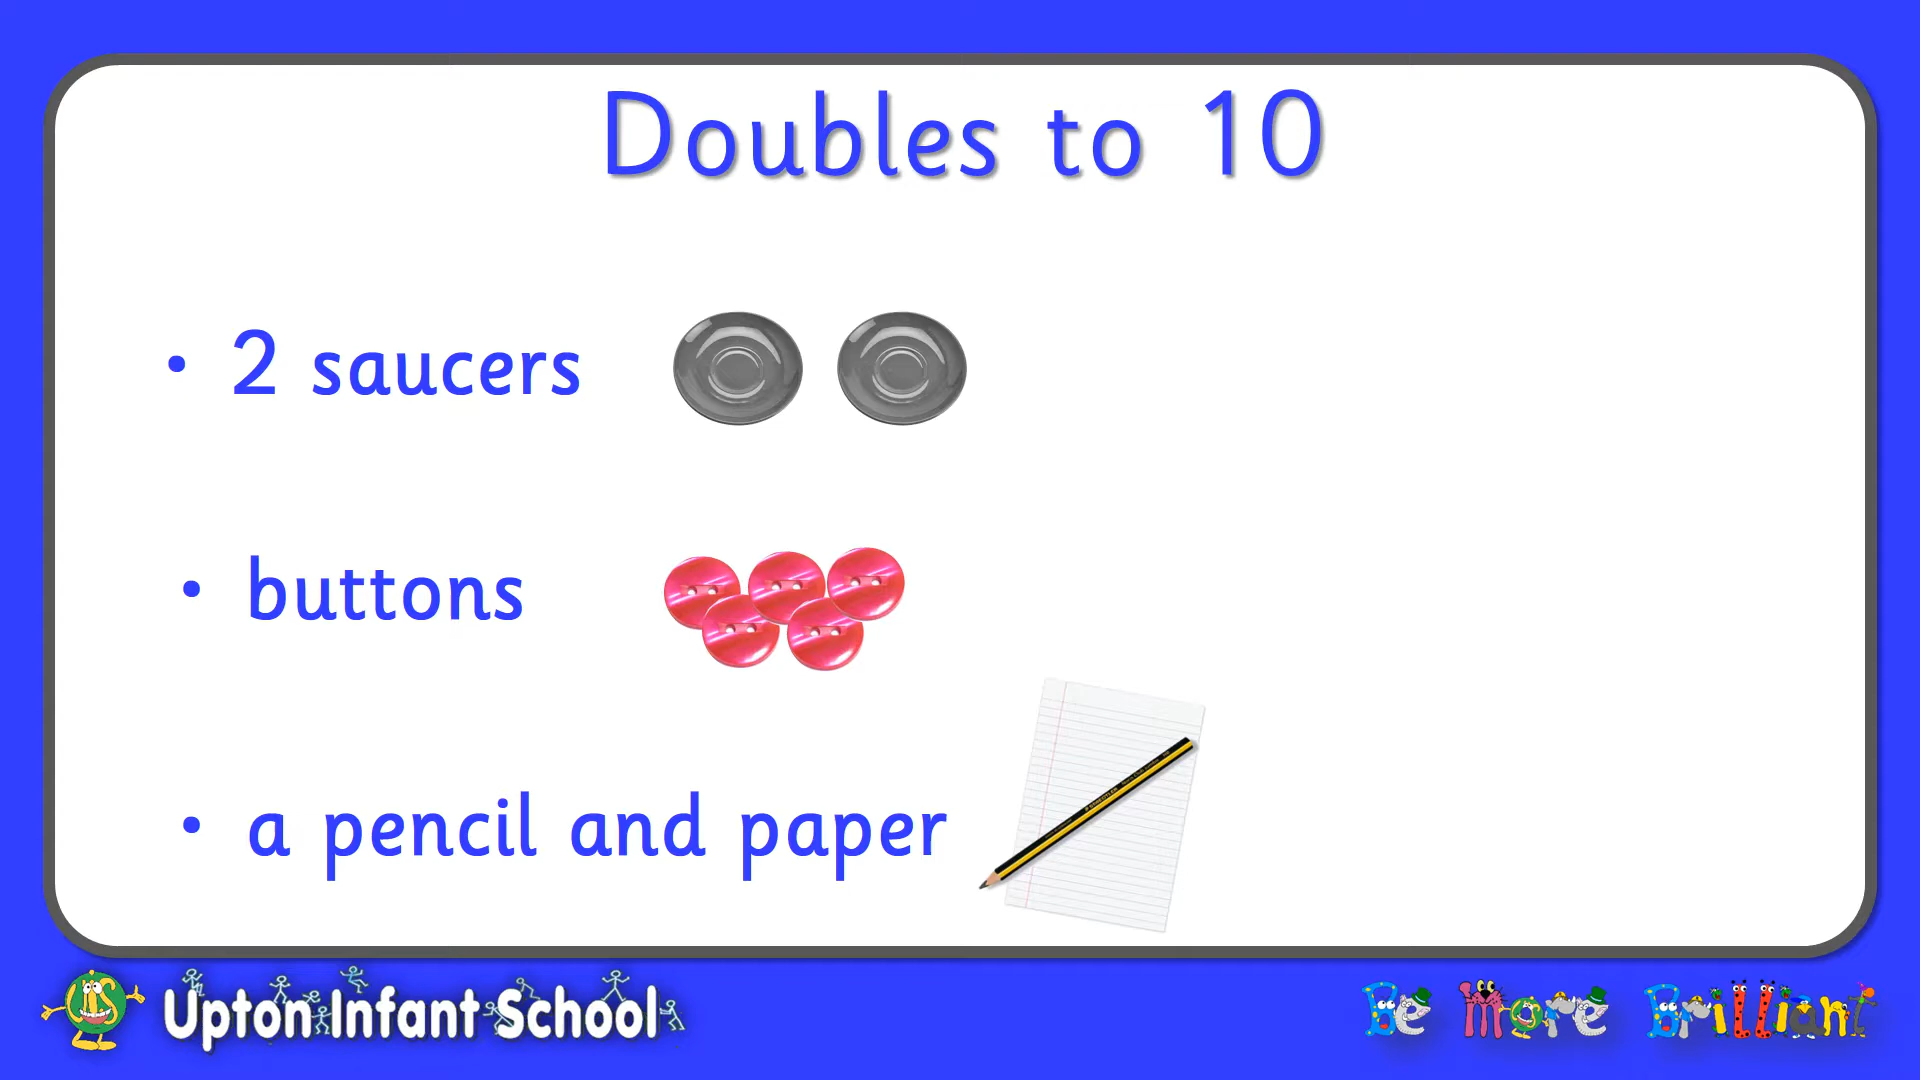 Doubles to 10
• 2 saucers
• buttons
• a pencil and paper
Upton Infant School
Be More Brilliant